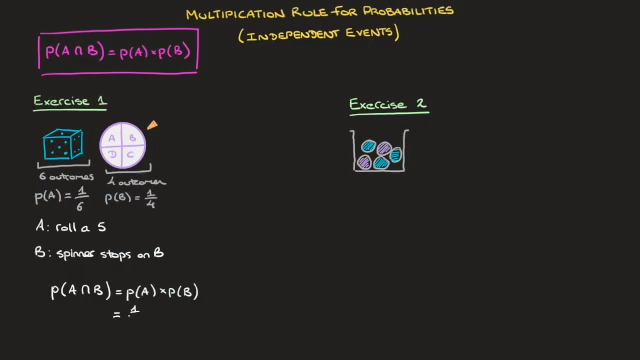 Multipication Rule for Probabilities
(Independent Events)
p(A ∩ B) = p(A) × p(B)
Exercise 1
A B
D C
6 outcomes
4 outcomes
p(A) = 1/6
p(B) = 1/4
A: roll a 5
B: spinner stops on B
p(A ∩ B) = p(A) × p(B)
= 1
Exercise 2